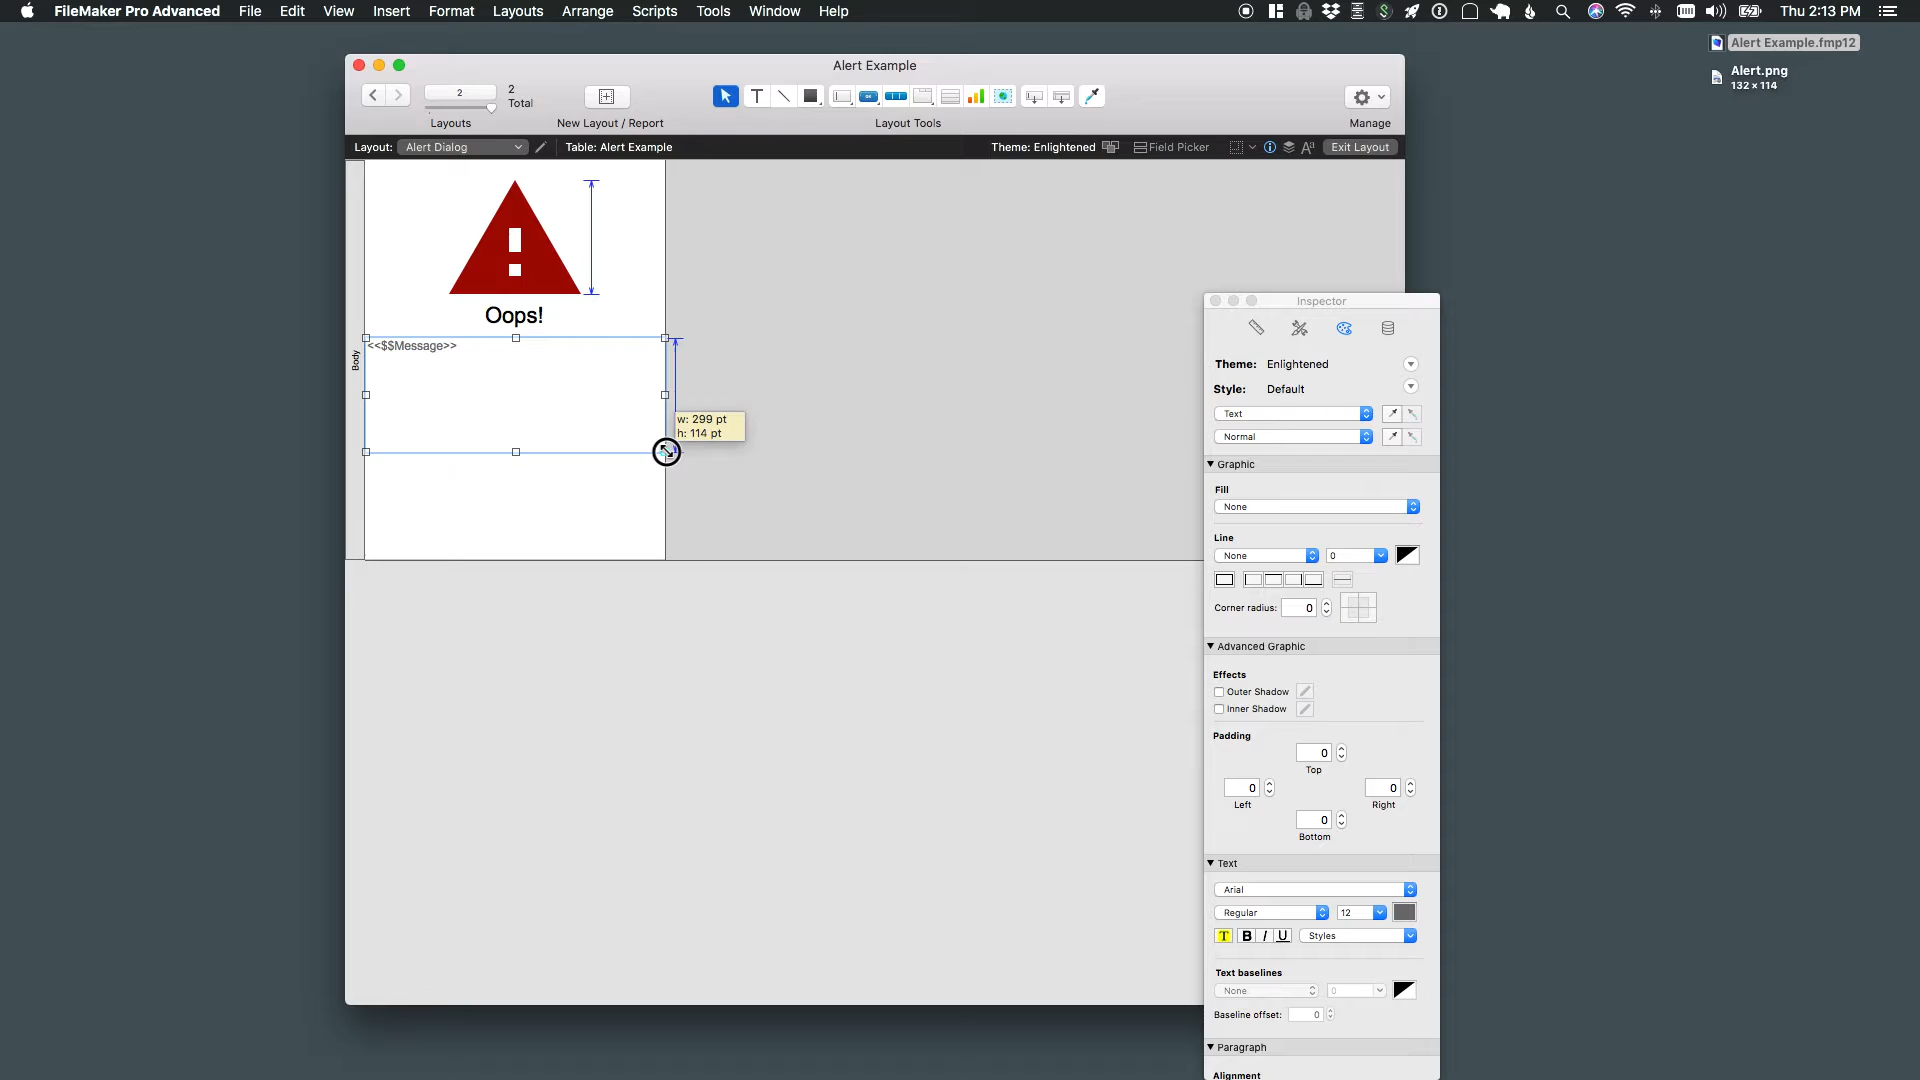 FileMaker Pro Advanced File Edit View Insert Format Layouts Arrange Scripts Tools Window Help
Thu 2:13 PM
Alert Example.fmp12
Alert.png
132 × 114
Alert Example
2
2
Total
Layouts
New Layout / Report
Layout Tools
Manage
Layout: Alert Dialog
Table: Alert Example
Theme: Enlightened
Field Picker
Exit Layout
Oops!
Body
<<$$Message>>
w: 299 pt
h: 114 pt
Inspector
Theme: Enlightened
Style: Default
Text
Normal
Graphic
Fill
None
Line
None
0
Corner radius: 0
Advanced Graphic
Effects
Outer Shadow
Inner Shadow
Padding
0
Top
0
Left
0
Right
0
Bottom
Text
Arial
Regular
12
T B I U Styles
Text baselines
None
0
Baseline offset: 0
Paragraph
Alignment